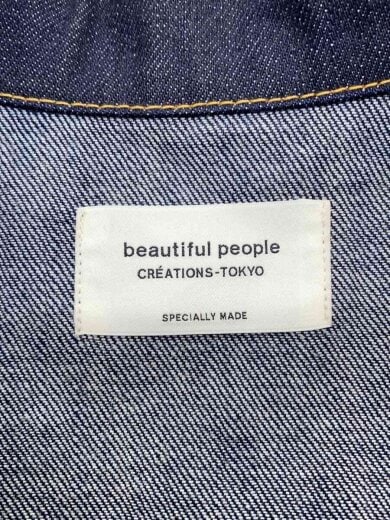 beautiful people
CRÉATIONS-TOKYO
SPECIALLY MADE